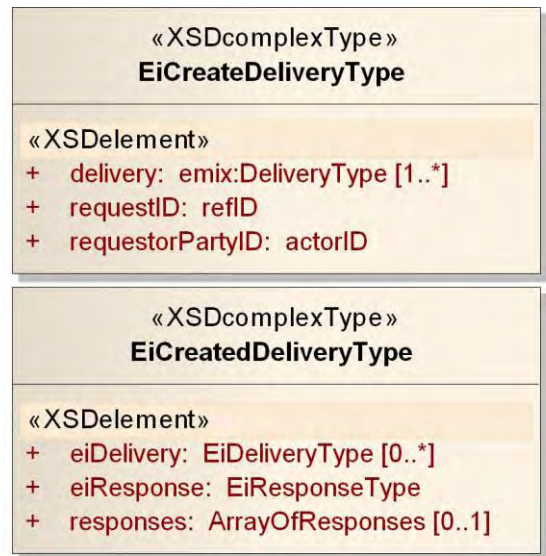 «XSDcomplexType»
EiCreateDeliveryType
«XSDelement»
+ delivery: emix:DeliveryType [1..*]
+ requestID: refID
+ requestorPartyID: actorID
«XSDcomplexType»
EiCreatedDeliveryType
«XSDelement»
+ eiDelivery: EiDeliveryType [0..*]
+ eiResponse: EiResponseType
+ responses: ArrayOfResponses [0..1]